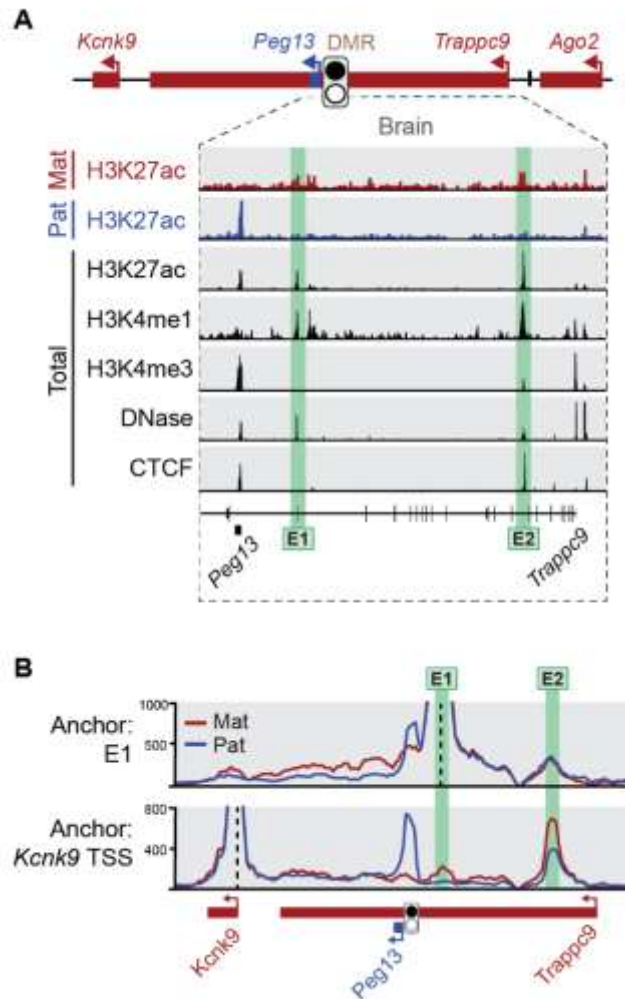 A
Kcnk9 Peg13 DMR Trappc9 Ago2
Brain
Mat H3K27ac
Pat H3K27ac
Total
H3K27ac
H3K4me1
H3K4me3
DNase
CTCF
Peg13 E1 E2 Trappc9
B
E1 E2
Anchor:
E1
1000
500
Mat
Pat
Anchor:
Kcnk9 TSS
800
400
Kcnk9 Peg13 Trappc9